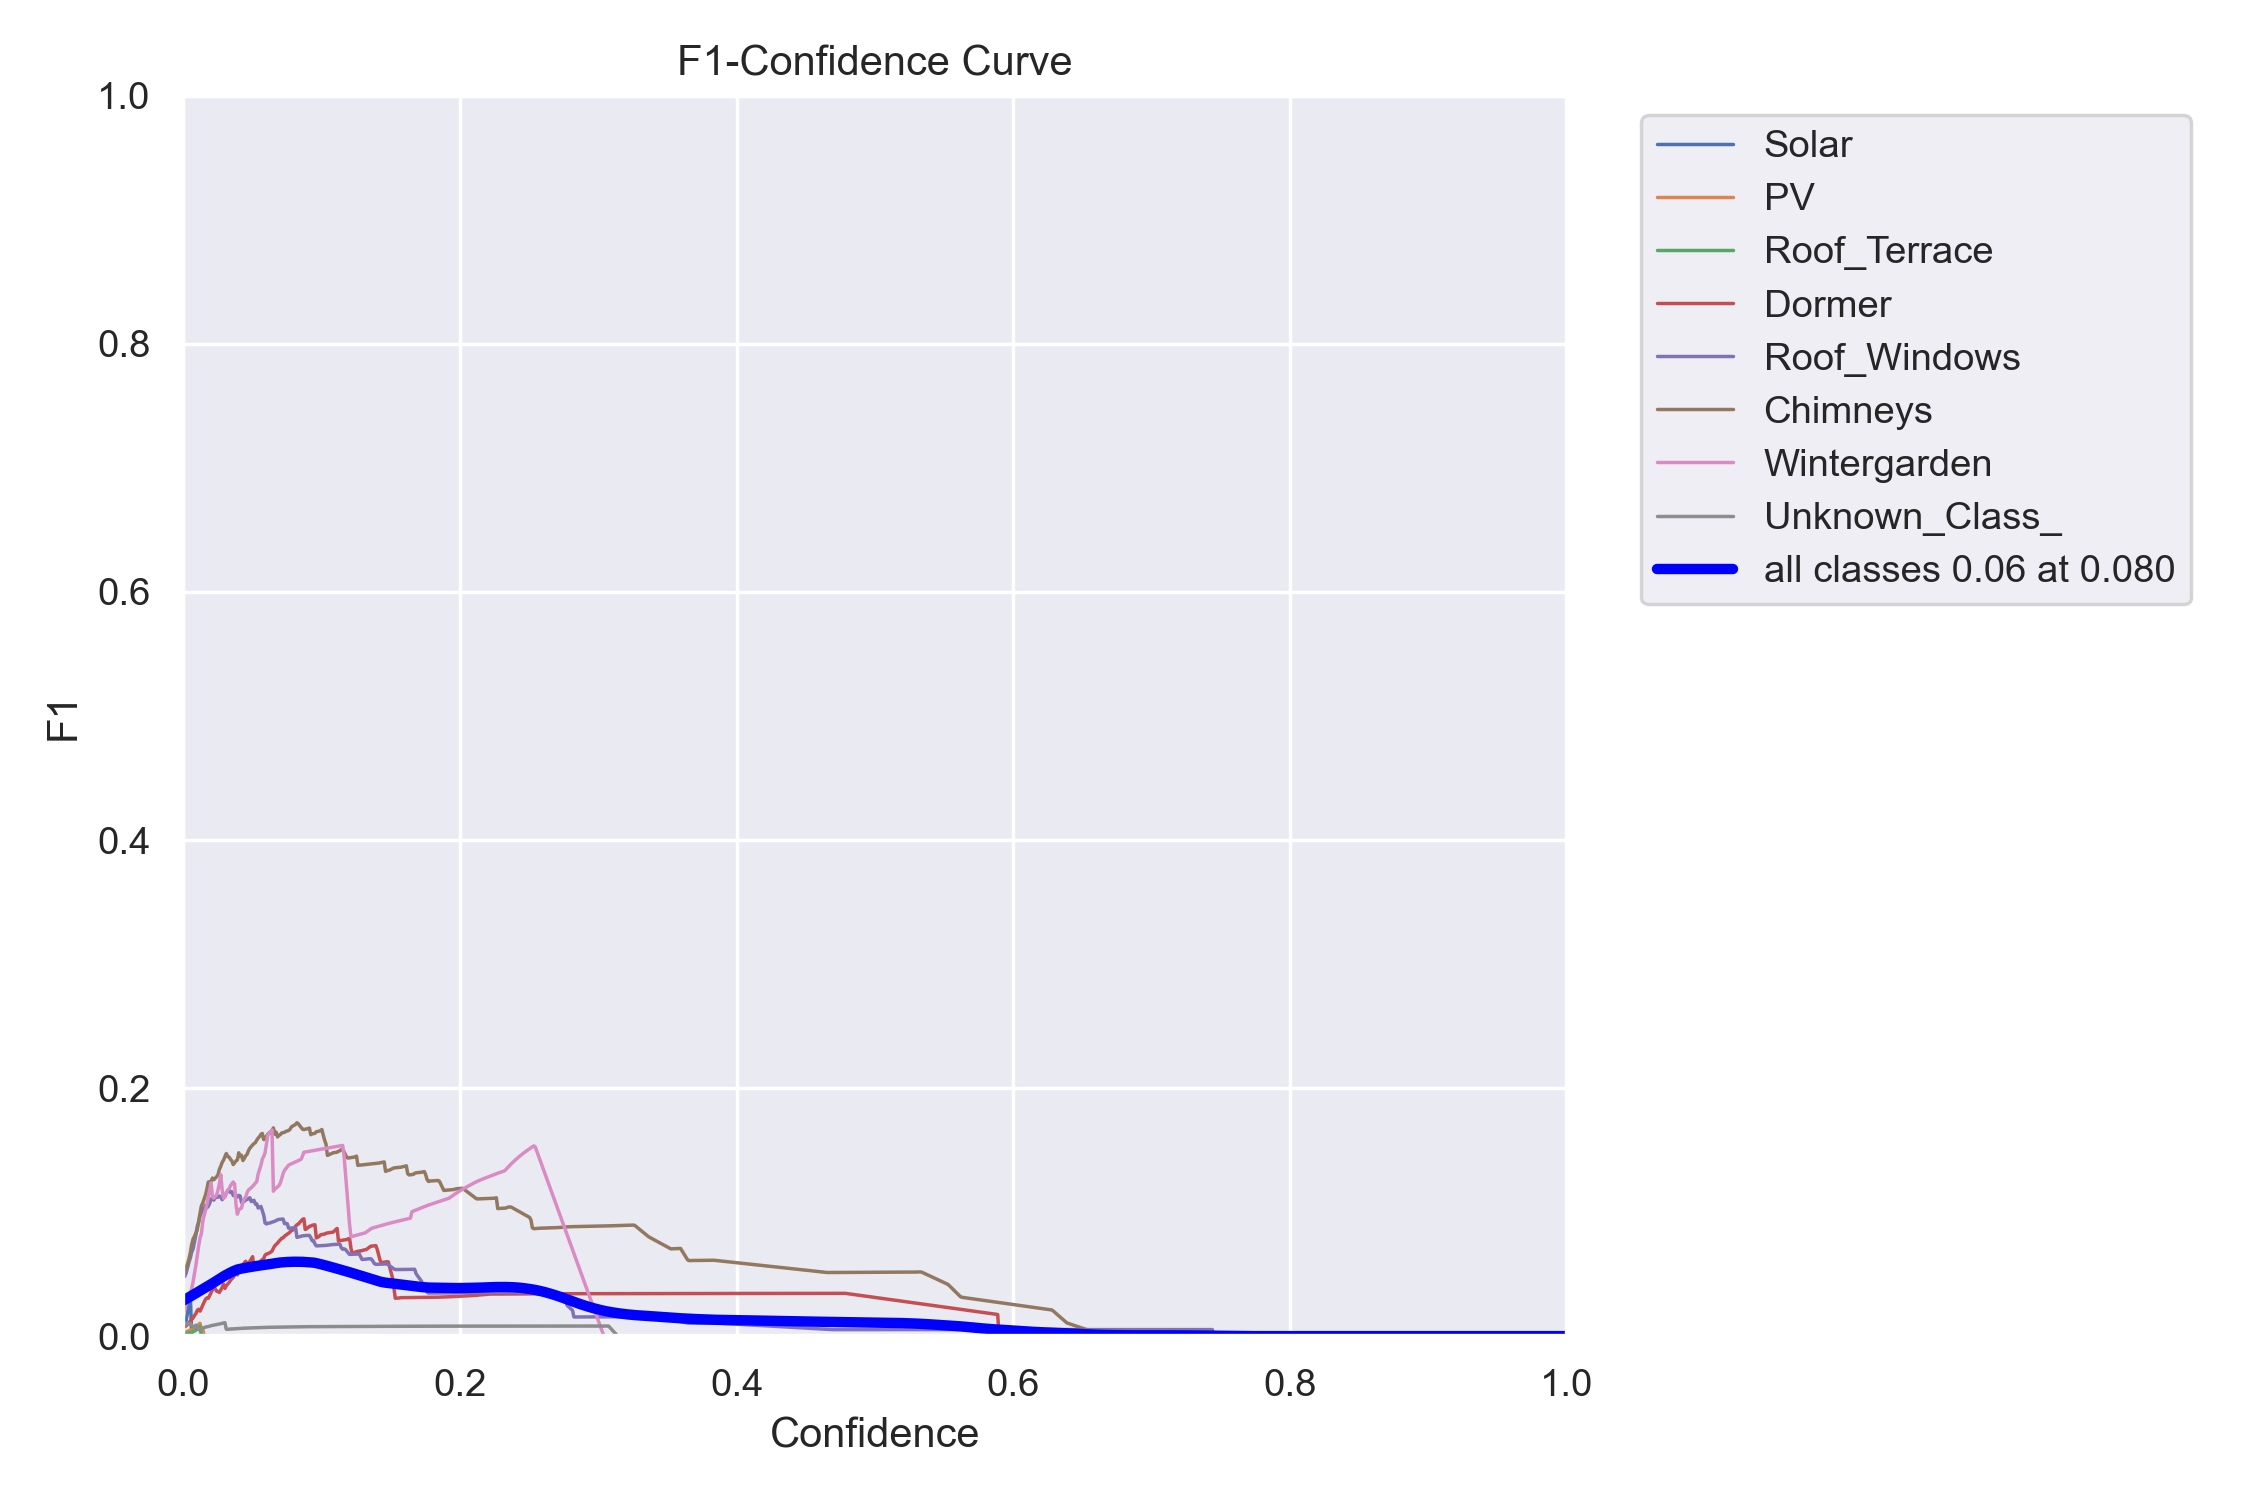 F1-Confidence Curve
1.0
0.8
0.6
0.4
0.2
0.0
F1
0.0 0.2 0.4 0.6 0.8 1.0
Confidence
Solar
PV
Roof_Terrace
Dormer
Roof_Windows
Chimneys
Wintergarden
Unknown_Class_
all classes 0.06 at 0.080